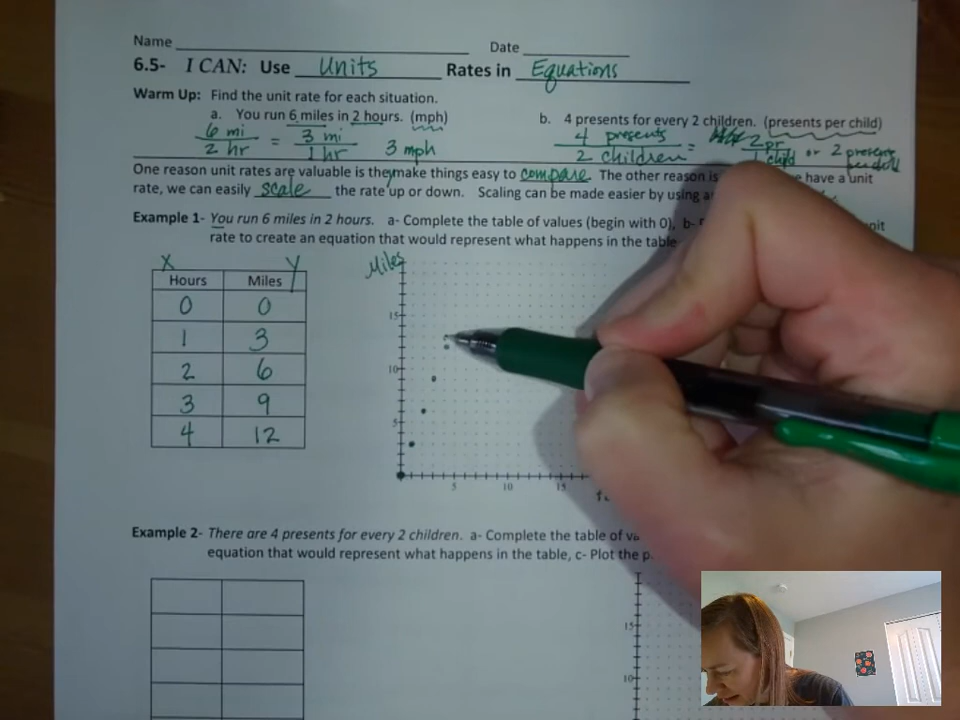 Name Date
6.5- I CAN: Use Units Rates in Equations
Warm Up: Find the unit rate for each situation.
a. You run 6 miles in 2 hours. (mph)
b. 4 presents for every 2 children. (presents per child)
6 mi / 2 hr = 3 mi / 1 hr 3 mph
4 presents / 2 children = 2 pr / 1 child or 2 presents per child
One reason unit rates are valuable is they make things easy to compare. The other reason is have a unit
rate, we can easily scale the rate up or down. Scaling can be made easier by using
Example 1- You run 6 miles in 2 hours. a- Complete the table of values (begin with 0), b-
rate to create an equation that would represent what happens in the table
X Y
Hours Miles
0 0
1 3
2 6
3 9
4 12
Miles
15
10
5
5 10 15
Example 2- There are 4 presents for every 2 children. a- Complete the table of
equation that would represent what happens in the table, c- Plot the
15
10